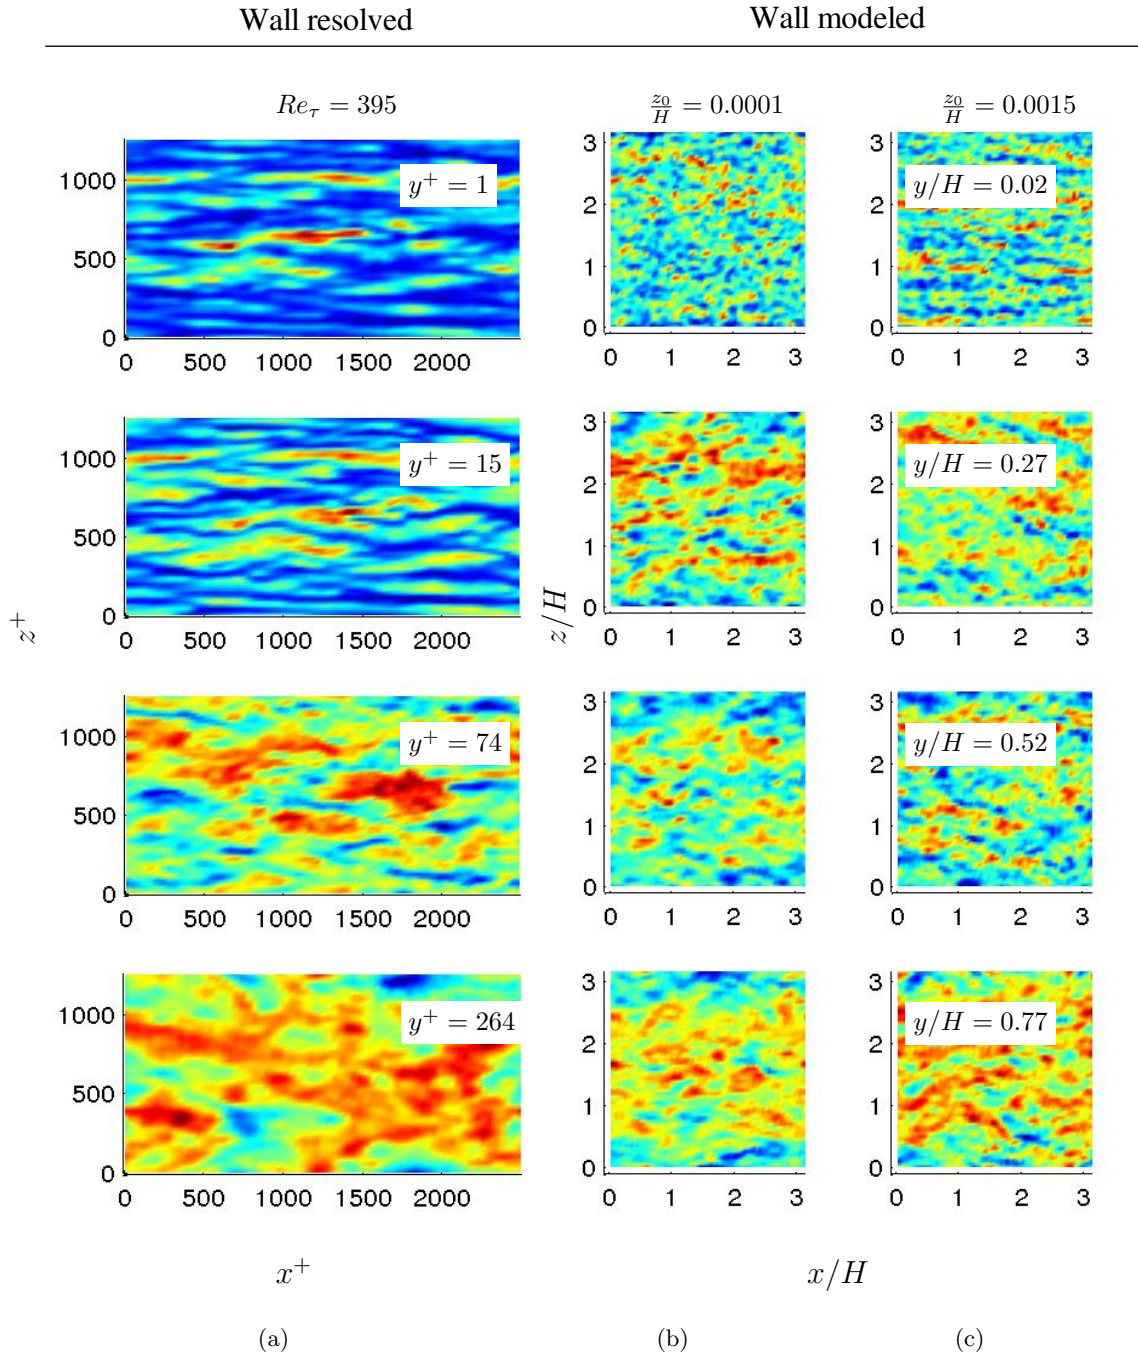 Wall resolved Wall modeled
Re_τ = 395 z_0/H = 0.0001 z_0/H = 0.0015
y^+ = 1 y/H = 0.02
1000
500
0
0 500 1000 1500 2000
3
2
1
0
0 1 2 3
3
2
1
0
0 1 2 3
y^+ = 15 y/H = 0.27
1000
500
0
0 500 1000 1500 2000
3
2
1
0
0 1 2 3
3
2
1
0
0 1 2 3
z^+ z/H
y^+ = 74 y/H = 0.52
1000
500
0
0 500 1000 1500 2000
3
2
1
0
0 1 2 3
3
2
1
0
0 1 2 3
y^+ = 264 y/H = 0.77
1000
500
0
0 500 1000 1500 2000
3
2
1
0
0 1 2 3
3
2
1
0
0 1 2 3
x^+ x/H
(a) (b) (c)